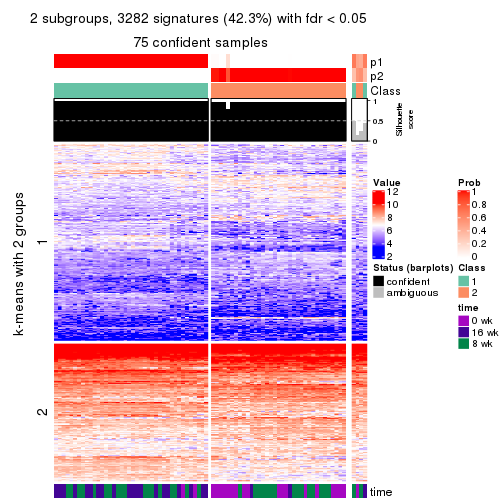 2 subgroups, 3282 signatures (42.3%) with fdr < 0.05
75 confident samples
p1
p2
Class
1
0.5
0
Silhouette
score
k-means with 2 groups
1
2
time
Value
12
10
8
6
4
2
Prob
1
0.8
0.6
0.4
0.2
0
Status (barplots)
confident
ambiguous
Class
1
2
time
0 wk
16 wk
8 wk